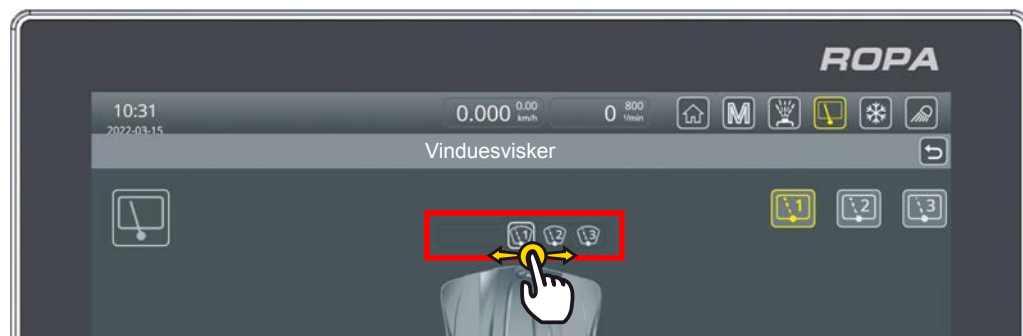 ROPA
10:31
2022-03-15
0.000 0.00 km/h
0 800 1/min
M
Vinduesvisker
1 2 3
1 2 3